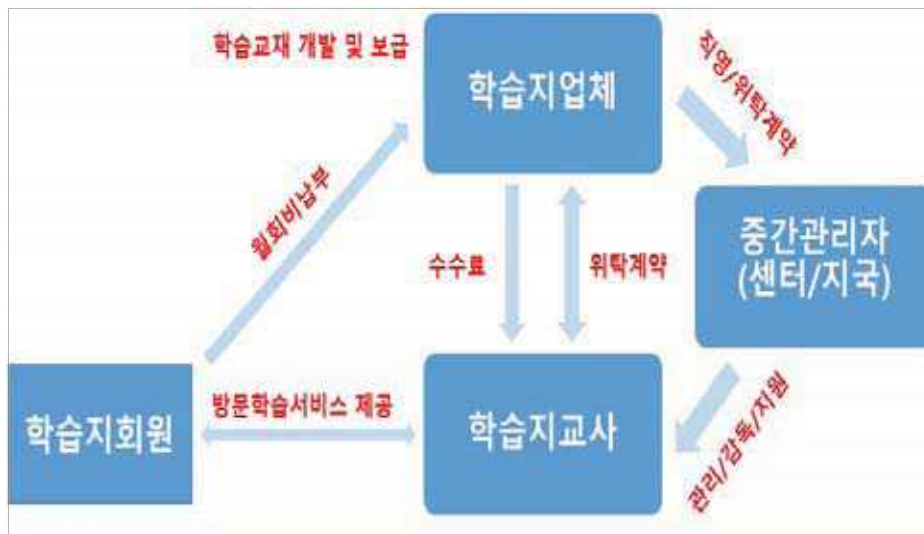 학습교재 개발 및 보급
학습지업체
직영/위탁계약
월회비납부
중간관리자
(센터/지국)
수수료
위탁계약
방문학습서비스 제공
학습지회원
학습지교사
관리/감독/지원